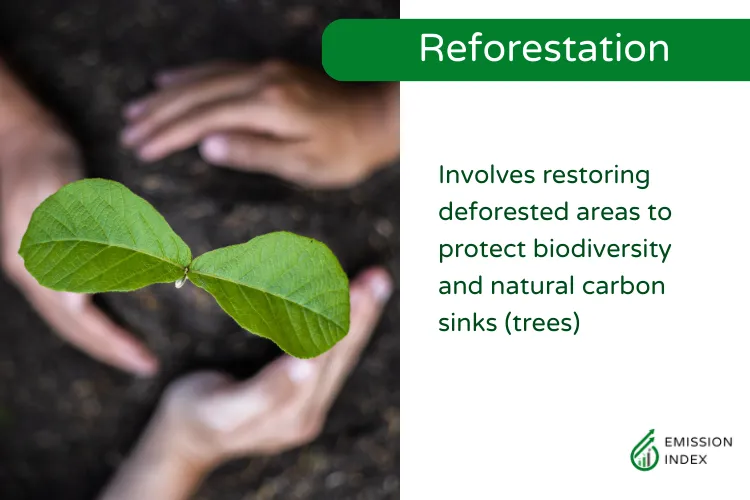 Reforestation
Involves restoring
deforested areas to
protect biodiversity
and natural carbon
sinks (trees)
EMISSION
INDEX